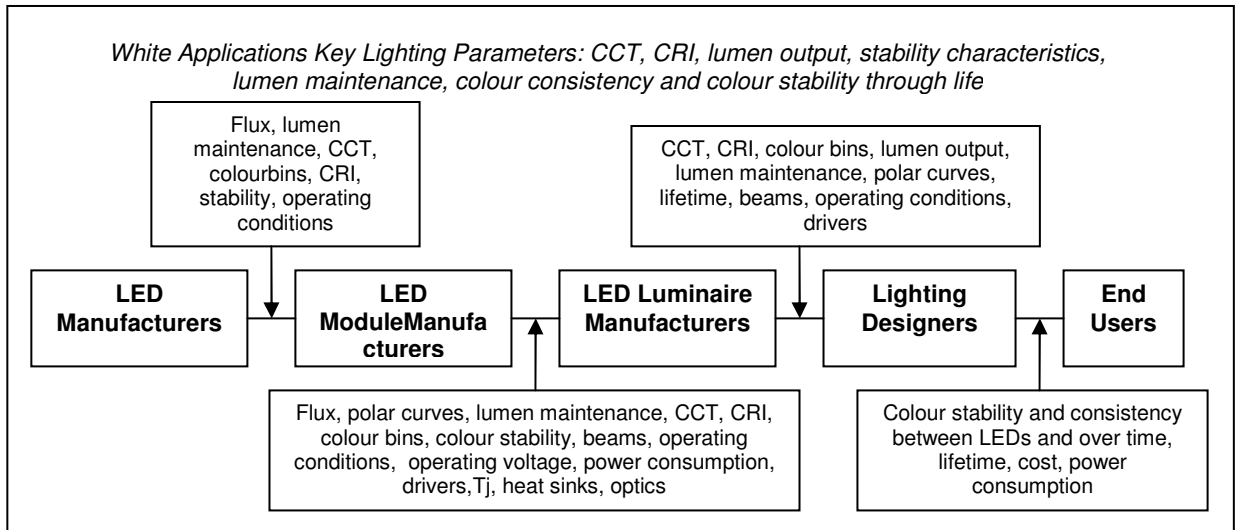 White Applications Key Lighting Parameters: CCT, CRI, lumen output, stability characteristics,
lumen maintenance, colour consistency and colour stability through life
Flux, lumen
maintenance, CCT,
colourbins, CRI,
stability, operating
conditions
CCT, CRI, colour bins, lumen output,
lumen maintenance, polar curves,
lifetime, beams, operating conditions,
drivers
LED
Manufacturers
LED
ModuleManufa
cturers
LED Luminaire
Manufacturers
Lighting
Designers
End
Users
Flux, polar curves, lumen maintenance, CCT, CRI,
colour bins, colour stability, beams, operating
conditions, operating voltage, power consumption,
drivers,Tj, heat sinks, optics
Colour stability and consistency
between LEDs and over time,
lifetime, cost, power
consumption